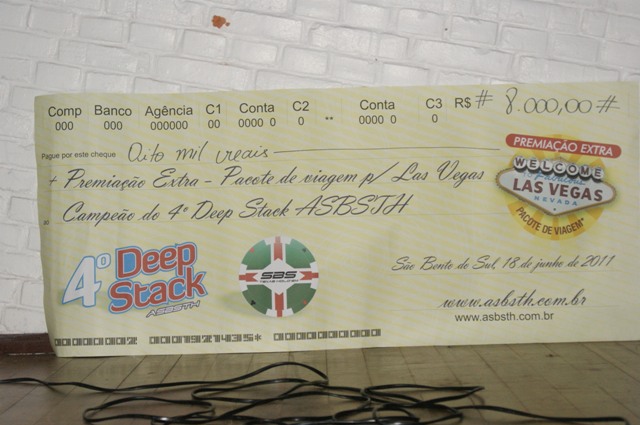 Comp Banco Agência C1 Conta C2 Conta C3 R$ # 8.000,00 #
000 000 000000 00 0000 0 0 ** 0000 0 0
Pague por este cheque Oito mil reais
+ Premiação Extra - Pacote de viagem p/ Las Vegas
Campeão do 4º Deep Stack ASBSTH
PREMIAÇÃO EXTRA
WELCOME
LAS VEGAS
NEVADA
PACOTE DE VIAGEM*
4º Deep Stack
ASBSTH
SBS
São Bento do Sul, 18 de junho de 2011
www.asbsth.com.br
www.asbsth.com.br